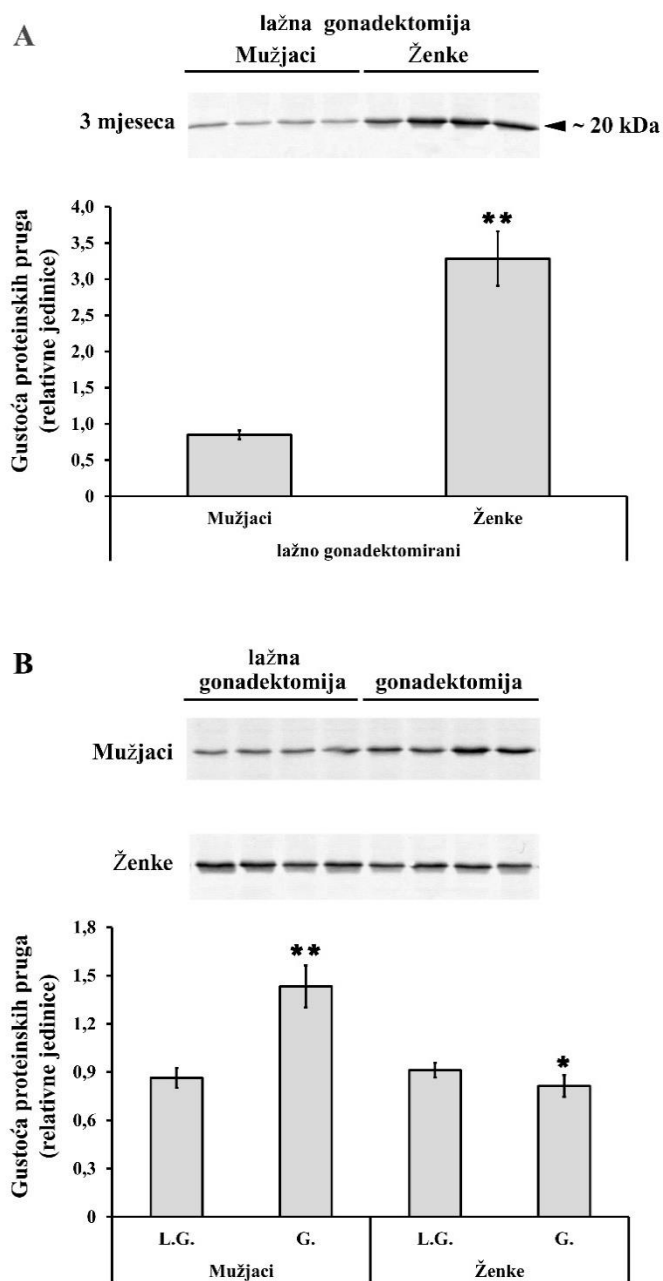 A
lažna gonadektomija
Mužjaci Ženke
3 mjeseca
~ 20 kDa
Gustoća proteinskih pruga
(relativne jedinice)
4,0
3,5
3,0
2,5
2,0
1,5
1,0
0,5
0
**
Mužjaci Ženke
lažno gonadektomirani
B
lažna
gonadektomija gonadektomija
Mužjaci
Ženke
Gustoća proteinskih pruga
(relativne jedinice)
1,8
1,5
1,2
0,9
0,6
0,3
0
**
*
L.G. G. L.G. G.
Mužjaci Ženke